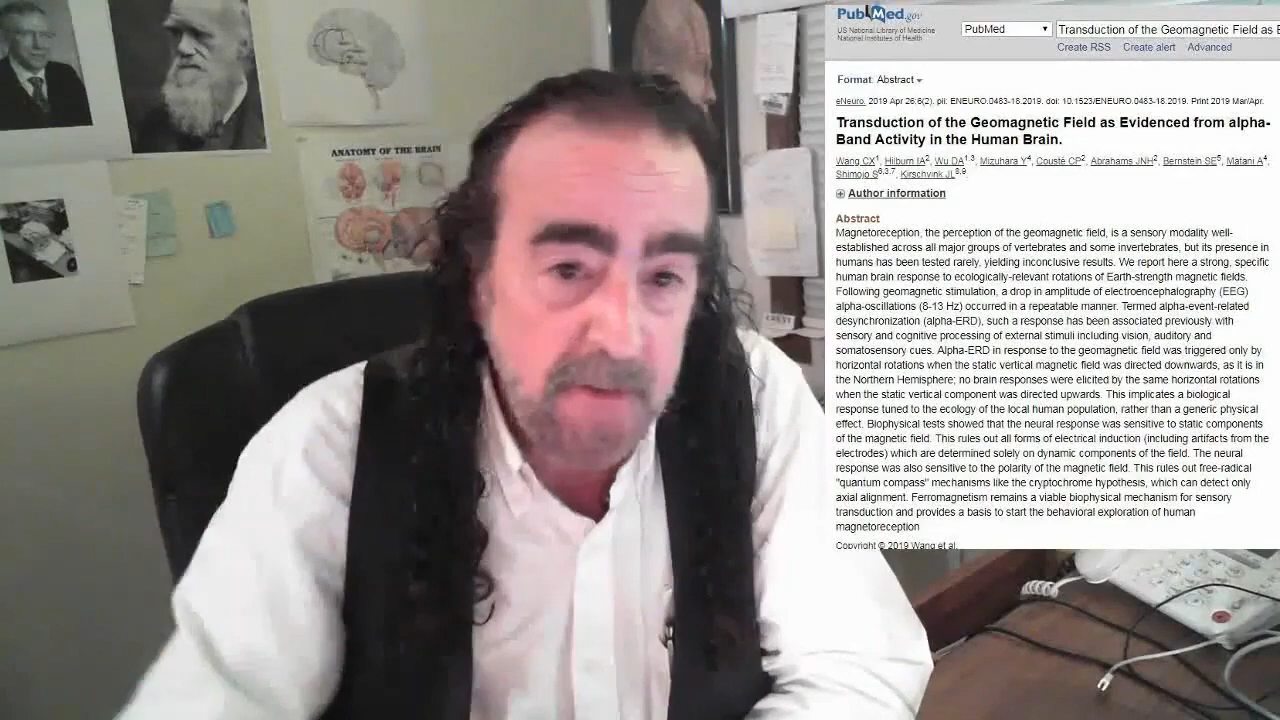 ANATOMY OF THE BRAIN
PubMed.gov
US National Library of Medicine
National Institutes of Health
PubMed
Transduction of the Geomagnetic Field as E
Create RSS Create alert Advanced
Format: Abstract
eNeuro. 2019 Apr 26;6(2). pii: ENEURO.0483-18.2019. doi: 10.1523/ENEURO.0483-18.2019. Print 2019 Mar/Apr.
Transduction of the Geomagnetic Field as Evidenced from alpha-
Band Activity in the Human Brain.
Wang CX1, Hilburn IA2, Wu DA1,3, Mizuhara Y4, Cousté CP2, Abrahams JNH2, Bernstein SE5, Matani A4,
Shimojo S6,3,7, Kirschvink JL8,9.
Author information
Abstract
Magnetoreception, the perception of the geomagnetic field, is a sensory modality well-
established across all major groups of vertebrates and some invertebrates, but its presence in
humans has been tested rarely, yielding inconclusive results. We report here a strong, specific
human brain response to ecologically-relevant rotations of Earth-strength magnetic fields.
Following geomagnetic stimulation, a drop in amplitude of electroencephalography (EEG)
alpha-oscillations (8-13 Hz) occurred in a repeatable manner. Termed alpha-event-related
desynchronization (alpha-ERD), such a response has been associated previously with
sensory and cognitive processing of external stimuli including vision, auditory and
somatosensory cues. Alpha-ERD in response to the geomagnetic field was triggered only by
horizontal rotations when the static vertical magnetic field was directed downwards, as it is in
the Northern Hemisphere; no brain responses were elicited by the same horizontal rotations
when the static vertical component was directed upwards. This implicates a biological
response tuned to the ecology of the local human population, rather than a generic physical
effect. Biophysical tests showed that the neural response was sensitive to static components
of the magnetic field. This rules out all forms of electrical induction (including artifacts from the
electrodes) which are determined solely on dynamic components of the field. The neural
response was also sensitive to the polarity of the magnetic field. This rules out free-radical
"quantum compass" mechanisms like the cryptochrome hypothesis, which can detect only
axial alignment. Ferromagnetism remains a viable biophysical mechanism for sensory
transduction and provides a basis to start the behavioral exploration of human
magnetoreception
Copyright © 2019 Wang et al.